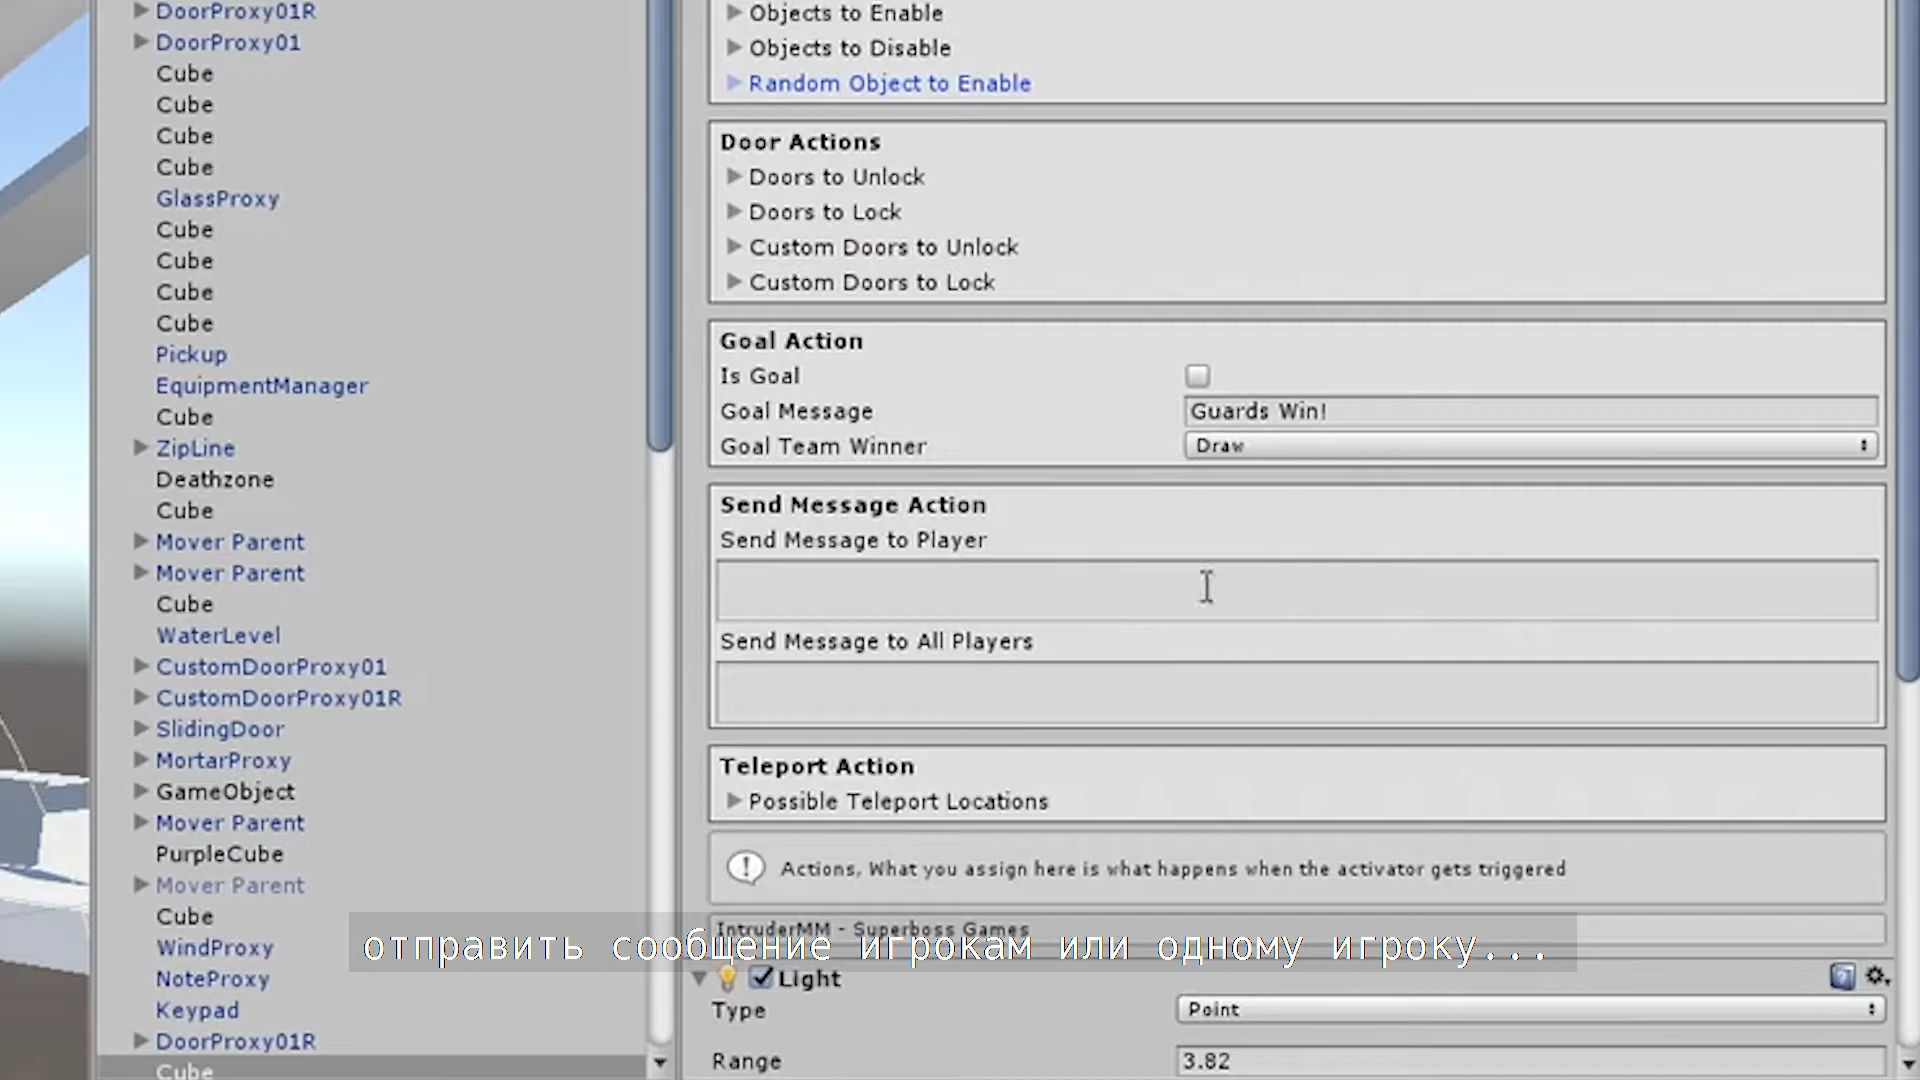 DoorProxy01R
DoorProxy01
Cube
Cube
Cube
Cube
GlassProxy
Cube
Cube
Cube
Cube
Pickup
EquipmentManager
Cube
ZipLine
Deathzone
Cube
Mover Parent
Mover Parent
Cube
WaterLevel
CustomDoorProxy01
CustomDoorProxy01R
SlidingDoor
MortarProxy
GameObject
Mover Parent
PurpleCube
Mover Parent
Cube
WindProxy
NoteProxy
Keypad
DoorProxy01R
Cube
Objects to Enable
Objects to Disable
Random Object to Enable
Door Actions
Doors to Unlock
Doors to Lock
Custom Doors to Unlock
Custom Doors to Lock
Goal Action
Is Goal
Goal Message Guards Win!
Goal Team Winner Draw
Send Message Action
Send Message to Player
Send Message to All Players
Teleport Action
Possible Teleport Locations
Actions, What you assign here is what happens when the activator gets triggered
IntruderMM - Superboss Games
отправить сообщение игрокам или одному игроку...
Light
Type Point
Range 3.82